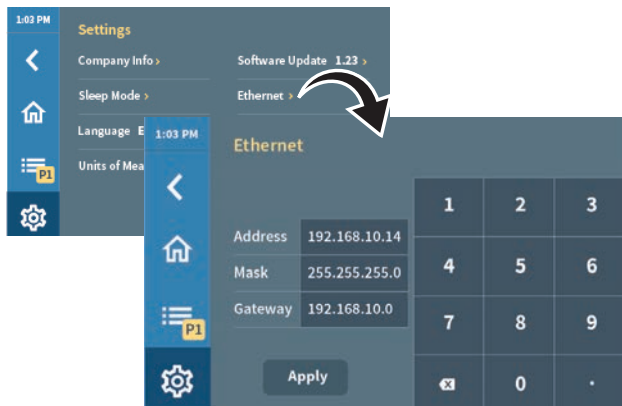 1:03 PM
Settings
Company Info ›
Software Update 1.23 ›
Sleep Mode ›
Ethernet ›
Language
Units of
P1
1:03 PM
Ethernet
Address 192.168.10.14
Mask 255.255.255.0
Gateway 192.168.10.0
P1
Apply
1 2 3
4 5 6
7 8 9
0 .